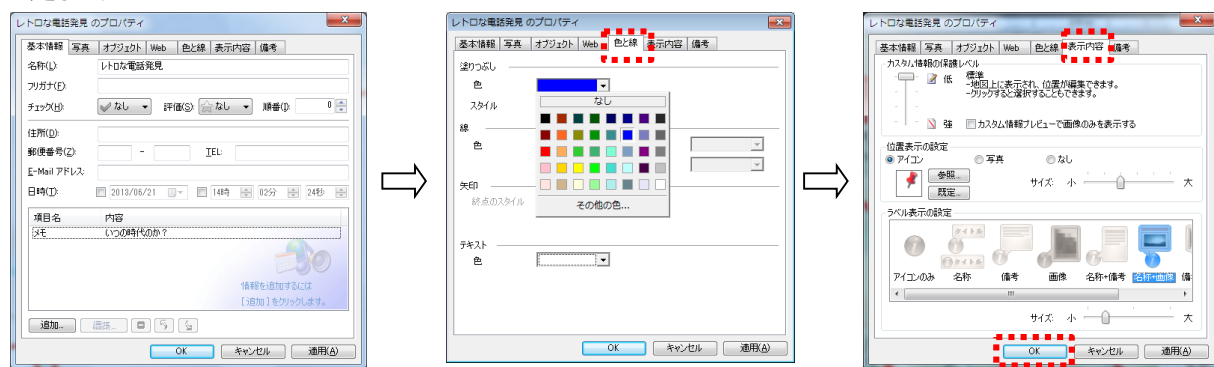 レトロな電話発見 のプロパティ
基本情報 写真 オブジェクト Web 色と線 表示内容 備考
名称(L): レトロな電話発見
フリガナ(F):
チェック(H): なし 評価(S): なし 順番(I): 0
住所(D):
郵便番号(Z): - TEL:
E-Mail アドレス:
日時(T): 2013/06/21 14時 02分 24秒
項目名 内容
メモ いつの時代のか？
情報を追加するには
[追加]をクリックします。
追加...
OK キャンセル 適用(A)
レトロな電話発見 のプロパティ
基本情報 写真 オブジェクト Web 色と線 表示内容 備考
塗りつぶし
色
なし
スタイル
線
色
矢印
終点のスタイル
その他の色...
テキスト
色
OK キャンセル 適用(A)
レトロな電話発見 のプロパティ
基本情報 写真 オブジェクト Web 色と線 表示内容 備考
カスタム情報の保護レベル
低 標準
-地図上に表示され、位置が編集できます。
-クリックすると選択することもできます。
強 カスタム情報プレビューで画像のみを表示する
位置表示の設定
アイコン 写真 なし
参照...
サイズ: 小 大
既定...
ラベル表示の設定
タイトル
タイトル
アイコンのみ 名称 備考 画像 名称+備考 名称+画像 備
サイズ: 小 大
OK キャンセル 適用(A)